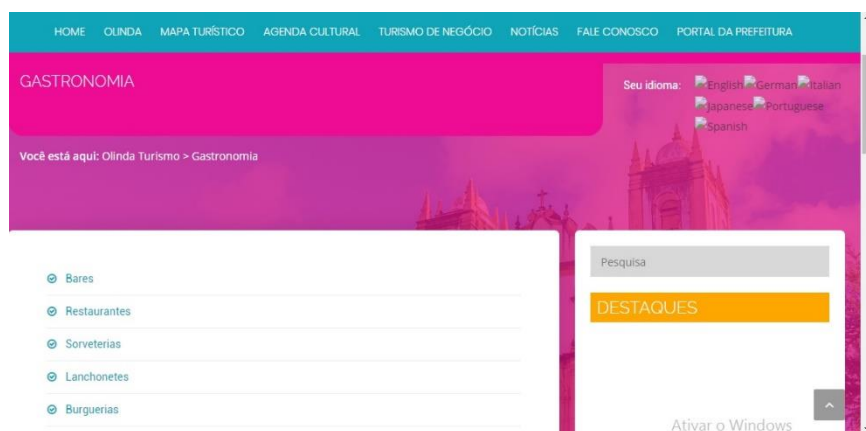 HOME OLINDA MAPA TURÍSTICO AGENDA CULTURAL TURISMO DE NEGÓCIO NOTÍCIAS FALE CONOSCO PORTAL DA PREFEITURA
GASTRONOMIA
Seu idioma: English German Italian
Japanese Portuguese
Spanish
Você está aqui: Olinda Turismo > Gastronomia
Bares
Restaurantes
Sorveterias
Lanchonetes
Burguerias
Pesquisa
DESTAQUES
Ativar o Windows